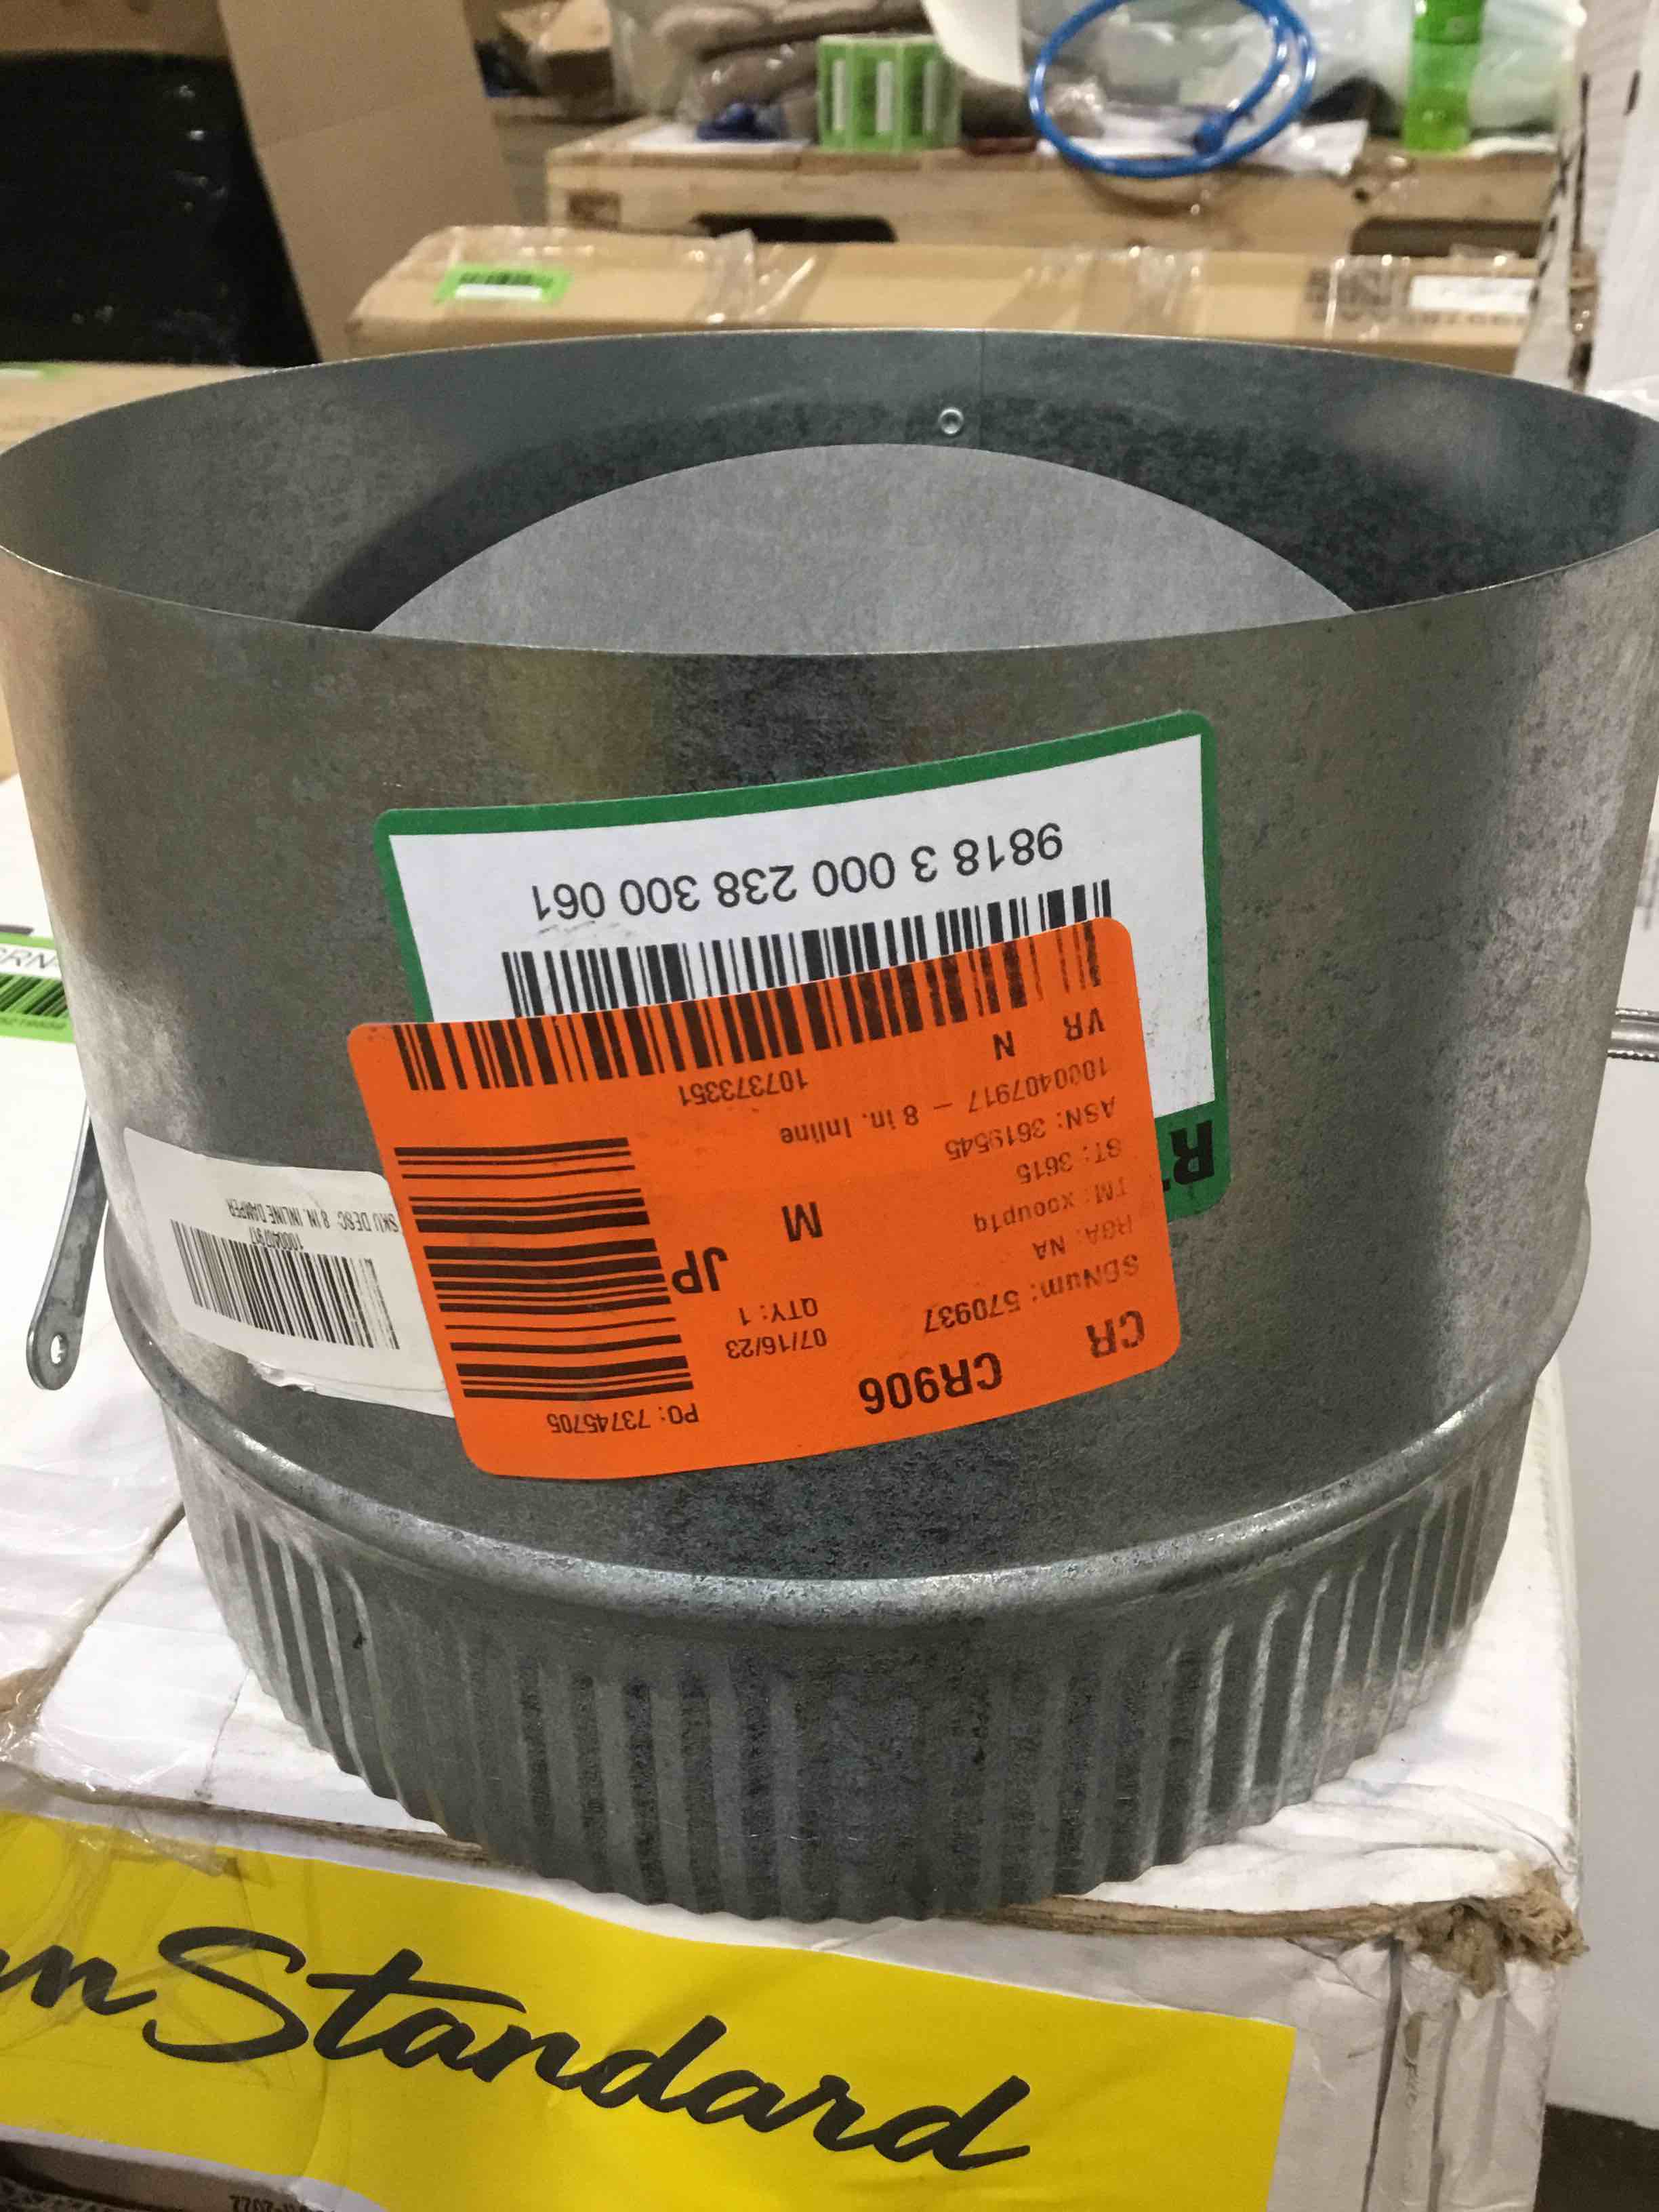 CR CR906 PO: 73745705
SDNum: 570937 07/16/23
RGA: NA QTY: 1
TM: xooup1q JP
ST: 3615 M
ASN: 3619545
1000407917 – 8 in. Inline
VR N 107373351
9818 3 000 238 300 061
SKU DESC: 8 IN. INLINE DAMPER
1000407917
n Standard